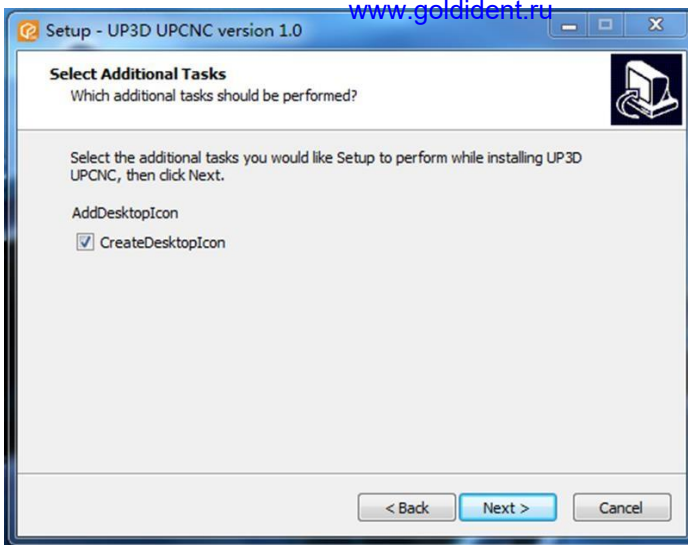 www.goldident.ru
Setup - UP3D UPCNC version 1.0
Select Additional Tasks
Which additional tasks should be performed?
Select the additional tasks you would like Setup to perform while installing UP3D
UPCNC, then click Next.
AddDesktopIcon
CreateDesktopIcon
< Back Next > Cancel